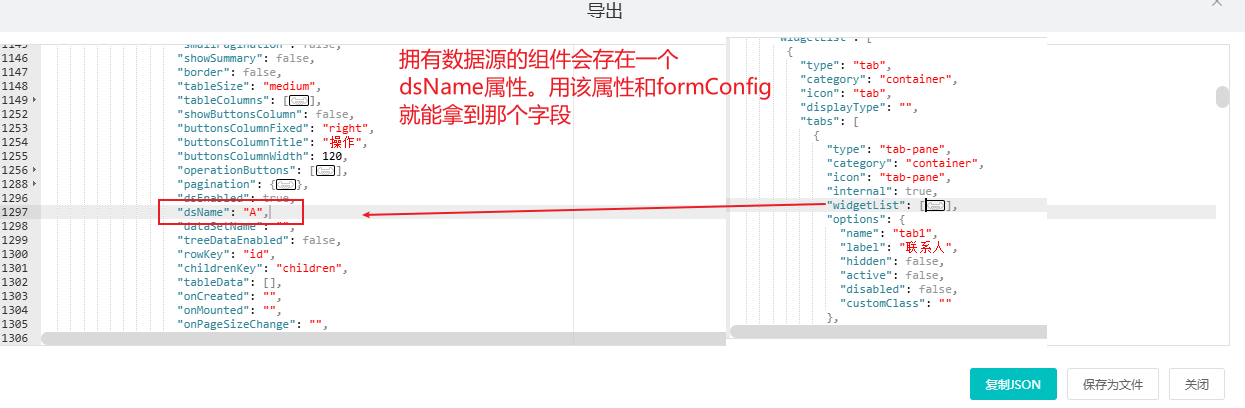 导出
1145 "smallPagination": false,
1146 "showSummary": false,
1147 "border": false,
1148 "tableSize": "medium",
1149 "tableColumns": [
],
1252 "showButtonsColumn": false,
1253 "buttonsColumnFixed": "right",
1254 "buttonsColumnTitle": "操作",
1255 "buttonsColumnWidth": 120,
1256 "operationButtons": [
],
1288 "pagination": {
},
1296 "dsEnabled": true,
1297 "dsName": "A",
1298 "dataSetName": "",
1299 "treeDataEnabled": false,
1300 "rowKey": "id",
1301 "childrenKey": "children",
1302 "tableData": [],
1303 "onCreated": "",
1304 "onMounted": "",
1305 "onPageSizeChange": "",
1306
拥有数据源的组件会存在一个
dsName属性。用该属性和formConfig
就能拿到那个字段
"widgetList": [
{
"type": "tab",
"category": "container",
"icon": "tab",
"displayType": "",
"tabs": [
{
"type": "tab-pane",
"category": "container",
"icon": "tab-pane",
"internal": true,
"widgetList": [
],
"options": {
"name": "tab1",
"label": "联系人",
"hidden": false,
"active": false,
"disabled": false,
"customClass": ""
},
复制JSON
保存为文件
关闭